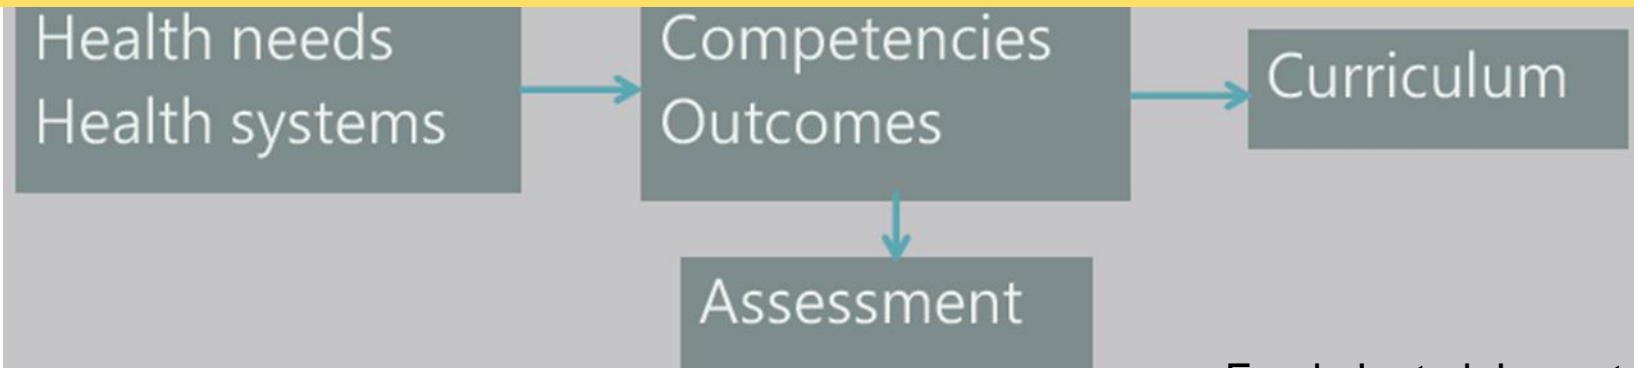 Health needs
Health systems
Competencies
Outcomes
Curriculum
Assessment